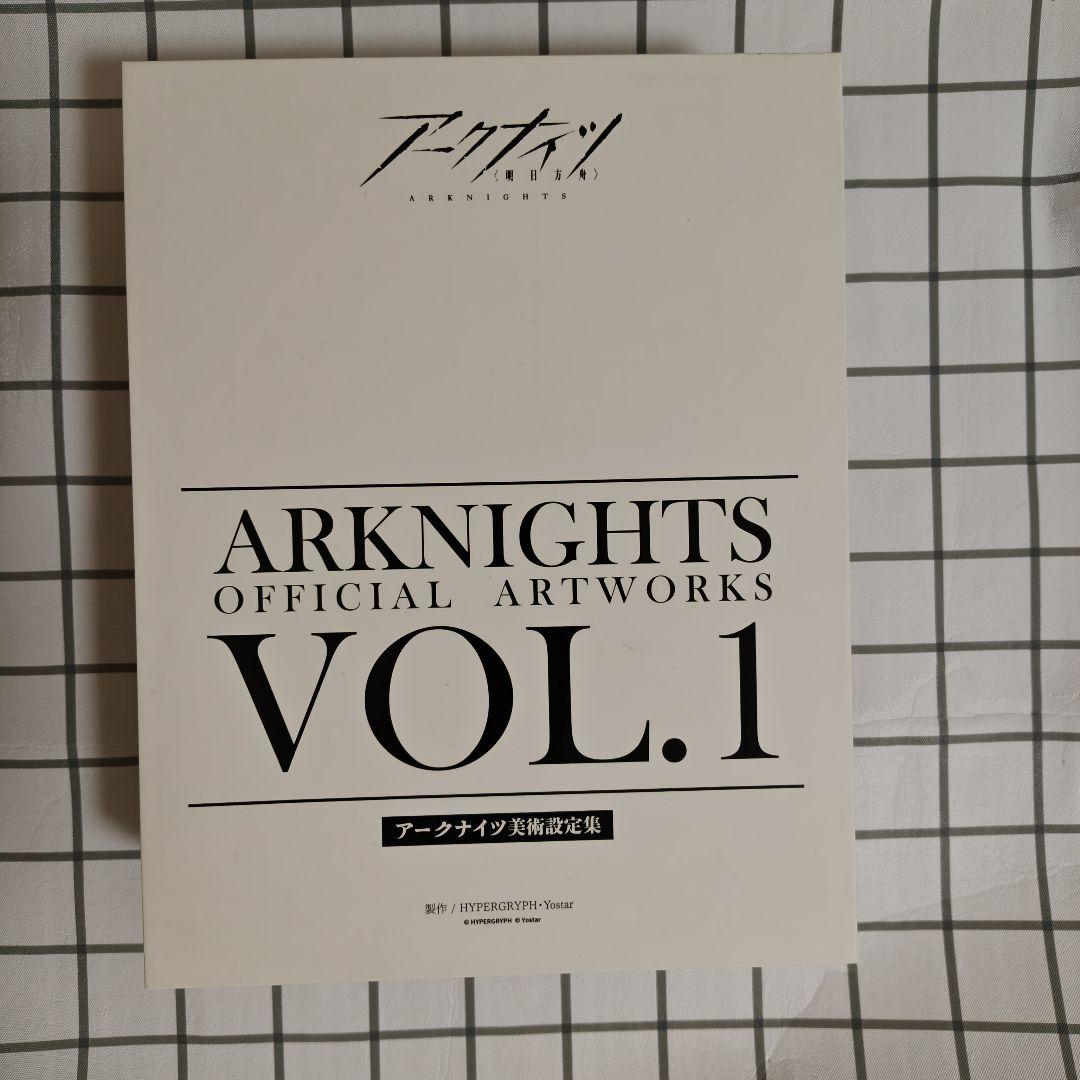 アークナイツ
〈明日方舟〉
ARKNIGHTS
ARKNIGHTS
OFFICIAL ARTWORKS
VOL.1
アークナイツ美術設定集
製作 / HYPERGRYPH・Yostar
© HYPERGRYPH © Yostar